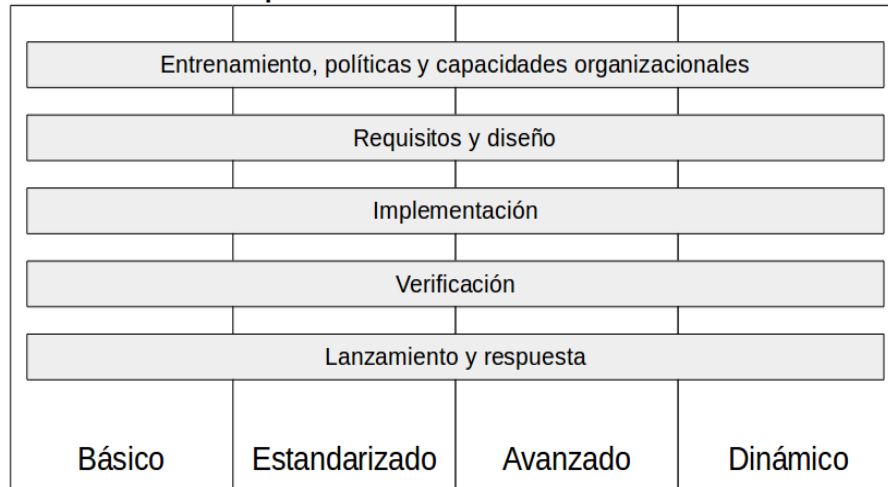 Entrenamiento, políticas y capacidades organizacionales
Requisitos y diseño
Implementación
Verificación
Lanzamiento y respuesta
Básico Estandarizado Avanzado Dinámico